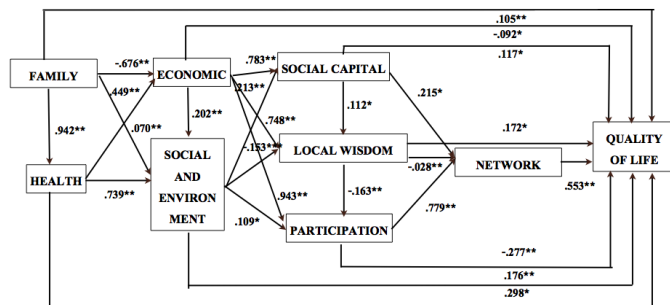 .105**
-.092*
.117*
-.676**
.783**
FAMILY
ECONOMIC
SOCIAL CAPITAL
.449**
.213**
.215*
.202**
.748**
.112*
.942**
.070**
.172*
QUALITY
OF LIFE
SOCIAL
AND
ENVIRON
MENT
-.153**
LOCAL WISDOM
-.028**
NETWORK
HEALTH
.739**
.553**
.943**
-.163**
.779**
.109*
PARTICIPATION
-.277**
.176**
.298*